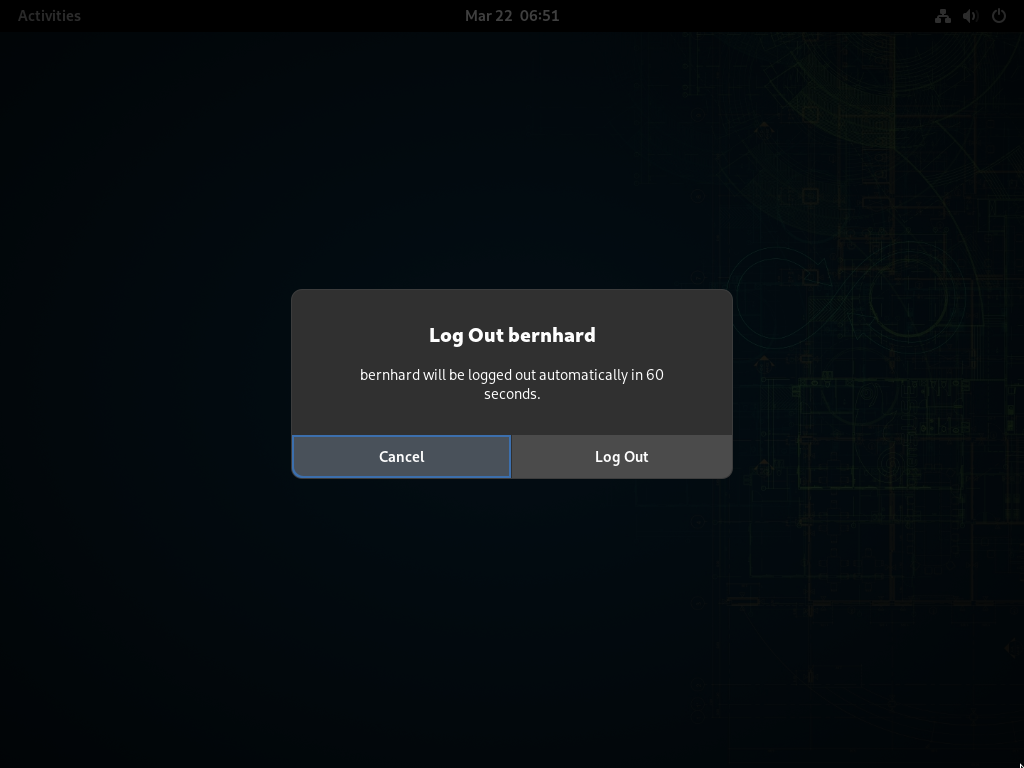 Activities
Mar 22 06:51
Log Out bernhard
bernhard will be logged out automatically in 60
seconds.
Cancel
Log Out